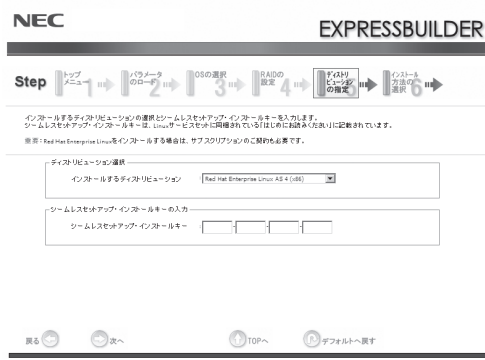 NEC
EXPRESSBUILDER
Step
トップ
メニュー 1
パラメータ
のロード 2
OSの選択
3
RAIDの
設定 4
ディストリ
ビューション
の指定 5
インストール
方法の
選択 6
インストールするディストリビューションの選択とシームレスセットアップ・インストールキーを入力します。
シームレスセットアップ・インストールキーは、Linuxサービスセットに同梱されている「はじめにお読みください」に記載されています。
重要：Red Hat Enterprise Linuxをインストールする場合は、サブスクリプションのご契約も必要です。
ディストリビューション選択
インストールするディストリビューション : Red Hat Enterprise Linux AS 4 (x86)
シームレスセットアップ・インストールキーの入力
シームレスセットアップ・インストールキー : - - - -
戻る 次へ TOPへ デフォルトへ戻す